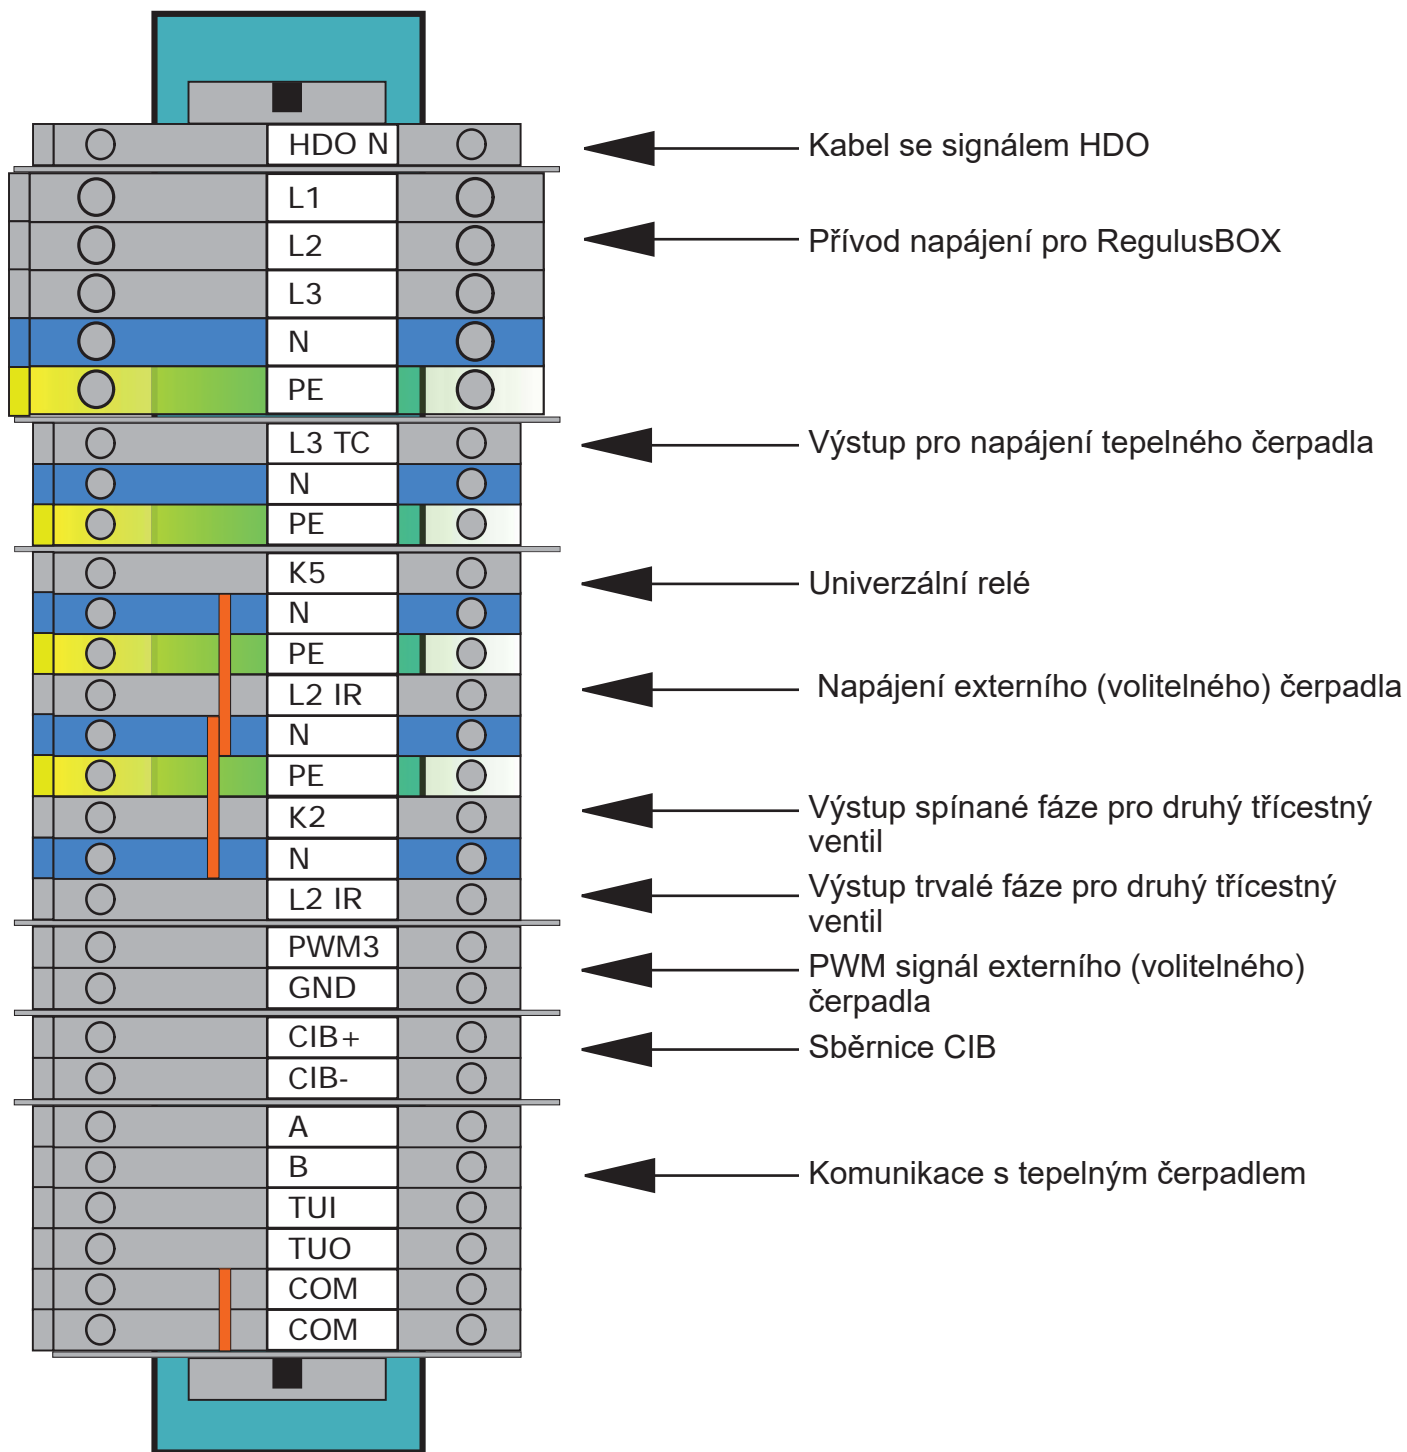 HDO N
Kabel se signálem HDO
L1
L2
Přívod napájení pro RegulusBOX
L3
N
PE
L3 TC
Výstup pro napájení tepelného čerpadla
N
PE
K5
Univerzální relé
N
PE
L2 IR
Napájení externího (volitelného) čerpadla
N
PE
K2
Výstup spínané fáze pro druhý třícestný
ventil
N
L2 IR
Výstup trvalé fáze pro druhý třícestný
ventil
PWM3
GND
PWM signál externího (volitelného)
čerpadla
CIB+
Sběrnice CIB
CIB-
A
B
Komunikace s tepelným čerpadlem
TUI
TUO
COM
COM